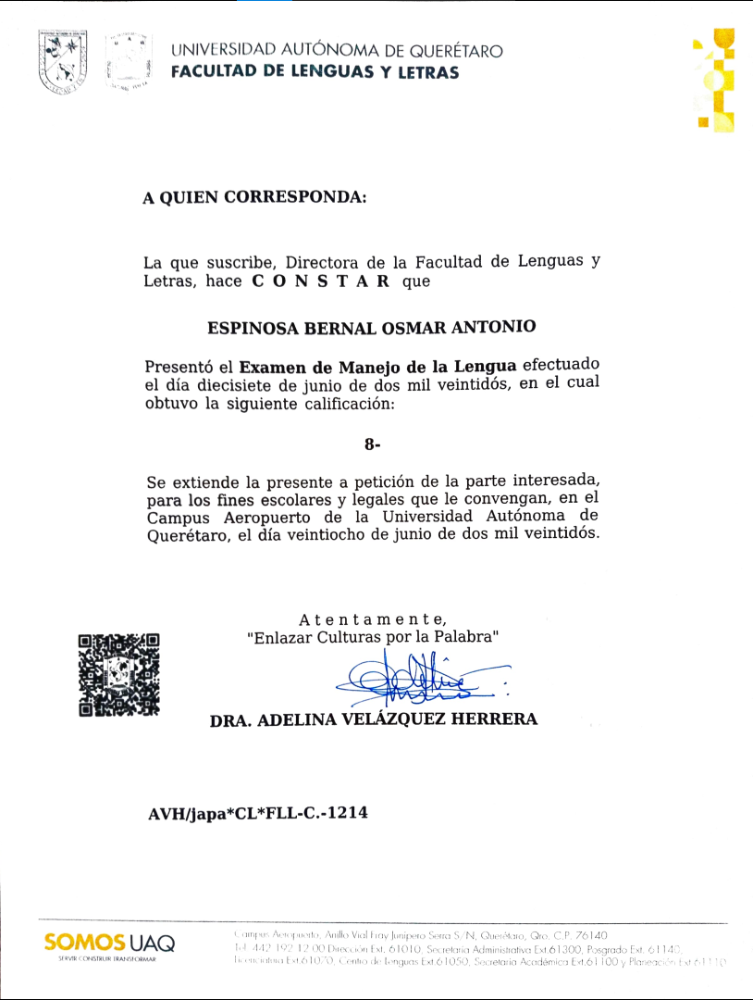 UNIVERSIDAD AUTÓNOMA DE QUERÉTARO
FACULTAD DE LENGUAS Y LETRAS
A QUIEN CORRESPONDA:
La que suscribe, Directora de la Facultad de Lenguas y
Letras, hace C O N S T A R que
ESPINOSA BERNAL OSMAR ANTONIO
Presentó el Examen de Manejo de la Lengua efectuado
el día diecisiete de junio de dos mil veintidós, en el cual
obtuvo la siguiente calificación:
8-
Se extiende la presente a petición de la parte interesada,
para los fines escolares y legales que le convengan, en el
Campus Aeropuerto de la Universidad Autónoma de
Querétaro, el día veintiocho de junio de dos mil veintidós.
A t e n t a m e n t e,
"Enlazar Culturas por la Palabra"
DRA. ADELINA VELÁZQUEZ HERRERA
AVH/japa*CL*FLL-C.-1214
SOMOS UAQ
SERVIR CONSTRUIR TRANSFORMAR
Campus Aeropuerto, Anillo Vial Fray Junípero Serra S/N, Querétaro, Qro. C.P. 76140
Tel. 442 192 12 00 Dirección Ext. 61010, Secretaría Administrativa Ext.61300, Posgrado Ext. 61140,
Licenciatura Ext.61070, Centro de Lenguas Ext.61050, Secretaría Académica Ext.61100 y Planeación Ext.61110